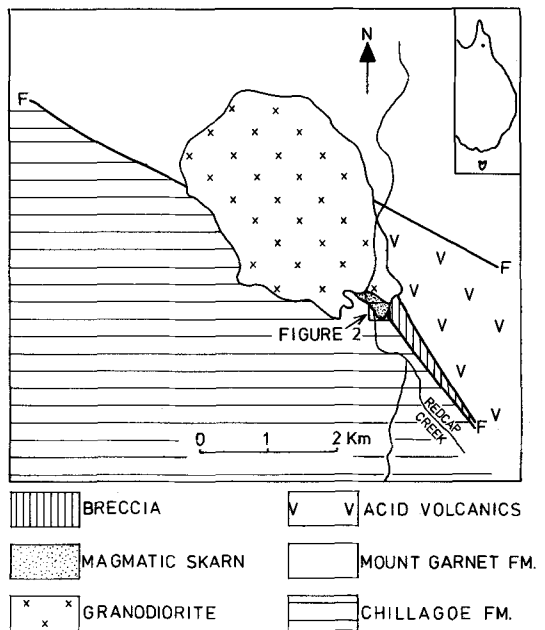 N
F
F
FIGURE 2
F
REDCAP CREEK
0 1 2 Km
BRECCIA
ACID VOLCANICS
MAGMATIC SKARN
MOUNT GARNET FM.
GRANODIORITE
CHILLAGOE FM.